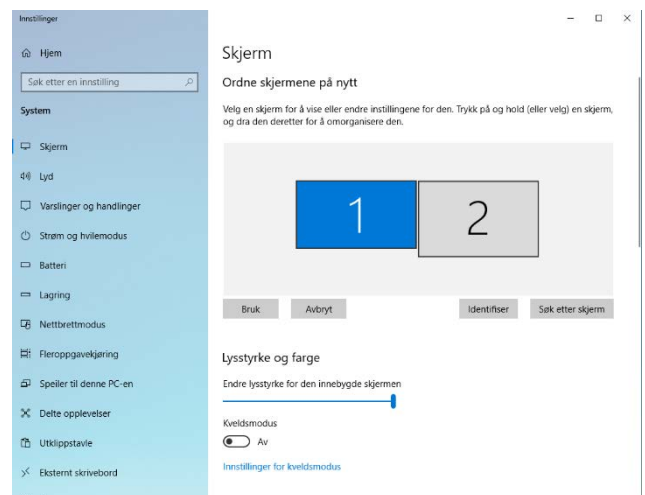 Innstillinger
Hjem
Søk etter en innstilling
System
Skjerm
Lyd
Varslinger og handlinger
Strøm og hvilemodus
Batteri
Lagring
Nettbrettmodus
Fleroppgavekjøring
Speiler til denne PC-en
Delte opplevelser
Utklippstavle
Eksternt skrivebord
Skjerm
Ordne skjermene på nytt
Velg en skjerm for å vise eller endre instillingene for den. Trykk på og hold (eller velg) en skjerm,
og dra den deretter for å omorganisere den.
1
2
Bruk
Avbryt
Identifiser
Søk etter skjerm
Lysstyrke og farge
Endre lysstyrke for den innebygde skjermen
Kveldsmodus
Av
Innstillinger for kveldsmodus